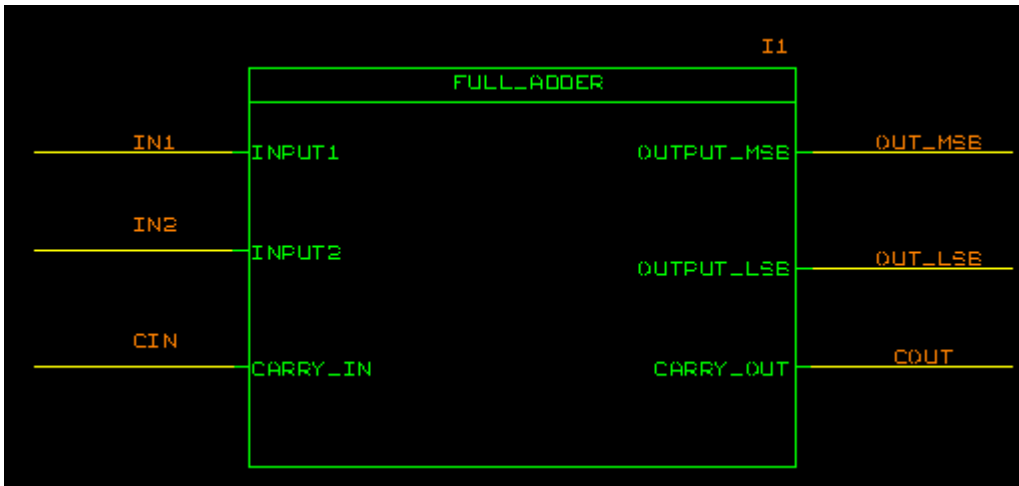 I1
FULL_ADDER
IN1
INPUT1
OUTPUT_MSB
OUT_MSB
IN2
INPUT2
OUTPUT_LSB
OUT_LSB
CIN
CARRY_IN
CARRY_OUT
COUT